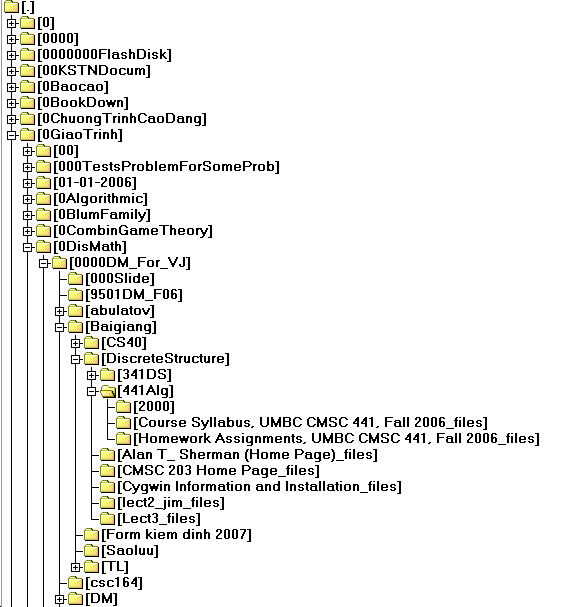 [.]
[0]
[0000]
[0000000FlashDisk]
[00KSTNDocum]
[0Baocao]
[0BookDown]
[0ChuongTrinhCaoDang]
[0GiaoTrinh]
[00]
[000TestsProblemForSomeProb]
[01-01-2006]
[0Algorithmic]
[0BlumFamily]
[0CombinGameTheory]
[0DisMath]
[0000DM_For_VJ]
[000Slide]
[9501DM_F06]
[abulatov]
[Baigiang]
[CS40]
[DiscreteStructure]
[341DS]
[441Alg]
[2000]
[Course Syllabus, UMBC CMSC 441, Fall 2006_files]
[Homework Assignments, UMBC CMSC 441, Fall 2006_files]
[Alan T_ Sherman (Home Page)_files]
[CMSC 203 Home Page_files]
[Cygwin Information and Installation_files]
[lect2_jim_files]
[Lect3_files]
[Form kiem dinh 2007]
[Saoluu]
[TL]
[csc164]
[DM]